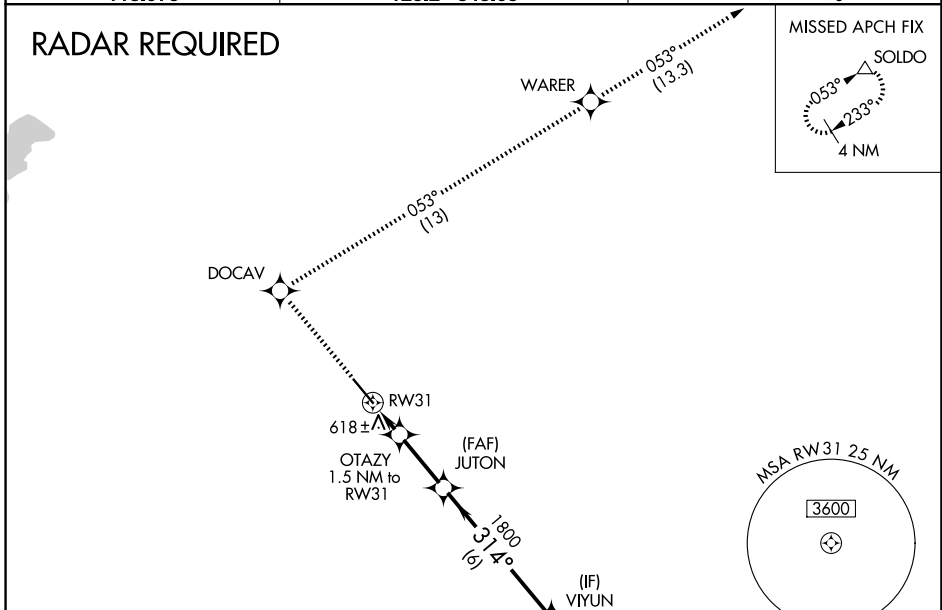 RADAR REQUIRED
MISSED APCH FIX
SOLDO
053°
233°
4 NM
053°
(13.3)
WARER
053°
(13)
DOCAV
RW31
618±
OTAZY
1.5 NM to
RW31
(FAF)
JUTON
1800
314°
(6)
(IF)
VIYUN
MSA RW31 25 NM
3600